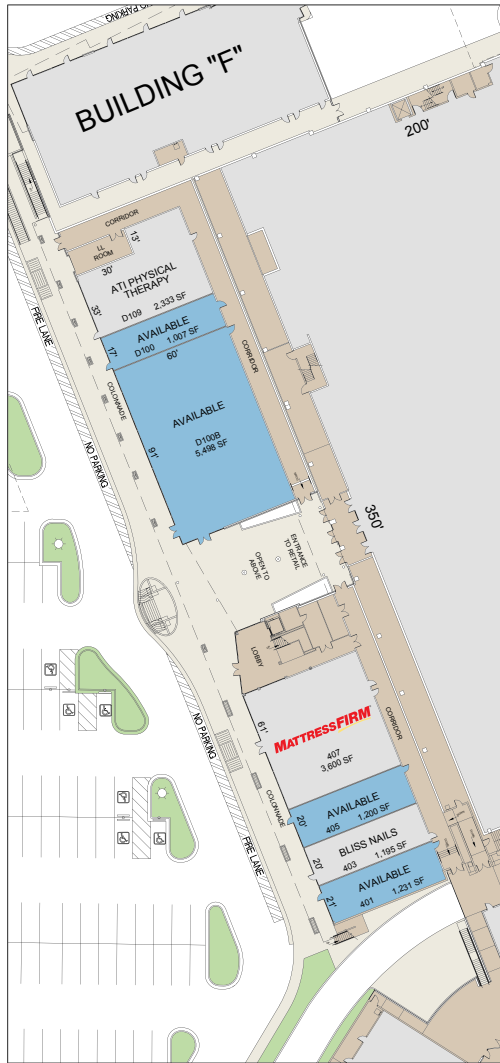 NO PARKING
BUILDING "F"
200'
CORRIDOR
LL
ROOM
13'
30'
ATI PHYSICAL
THERAPY
D109 2,333 SF
33'
FIRE LANE
AVAILABLE
D100 1,007 SF
17'
60'
CORRIDOR
COLONNADE
AVAILABLE
D100B
5,498 SF
91'
NO PARKING
350'
ENTRANCE
TO RETAIL
OPEN TO
ABOVE
LOBBY
61'
MATTRESSFIRM
407
3,600 SF
CORRIDOR
NO PARKING
COLONNADE
20'
AVAILABLE
405 1,200 SF
20'
BLISS NAILS
403 1,195 SF
FIRE LANE
21'
AVAILABLE
401 1,231 SF